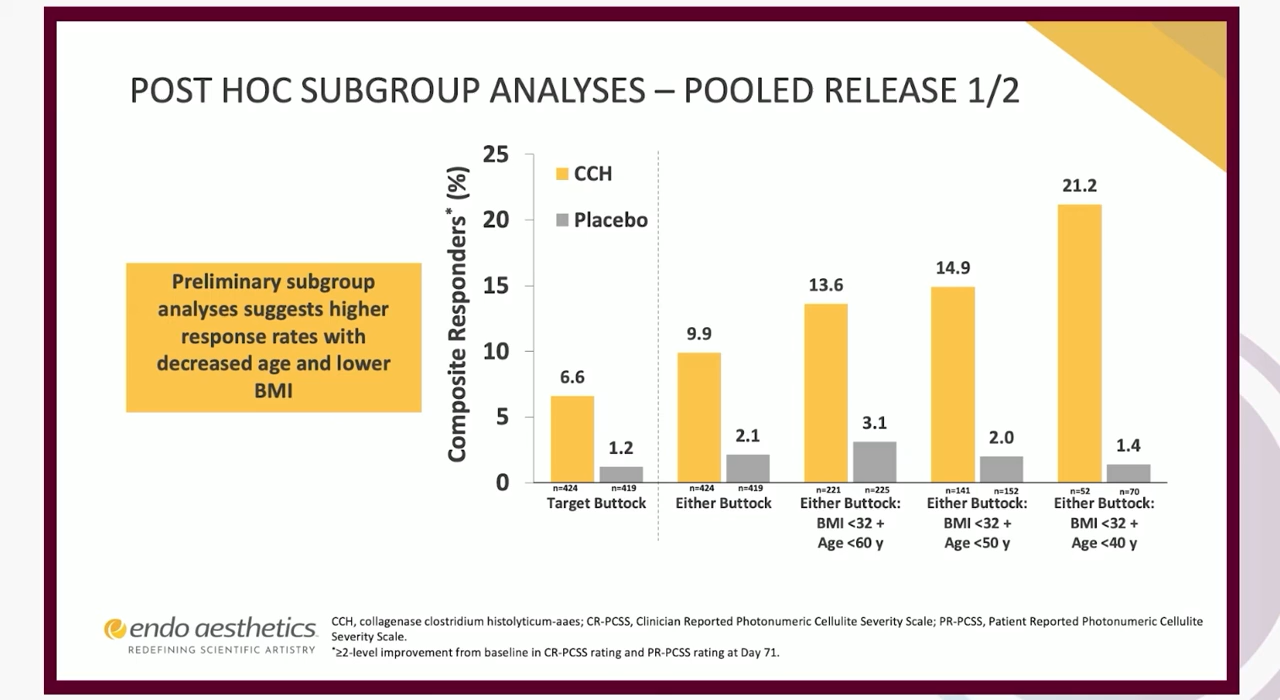 POST HOC SUBGROUP ANALYSES – POOLED RELEASE 1/2
Preliminary subgroup
analyses suggests higher
response rates with
decreased age and lower
BMI
Composite Responders* (%)
25
20
15
10
5
0
CCH
Placebo
6.6
1.2
9.9
2.1
13.6
3.1
14.9
2.0
21.2
1.4
n=424 n=419
Target Buttock
n=424 n=419
Either Buttock
n=221 n=225
Either Buttock:
BMI <32 +
Age <60 y
n=141 n=152
Either Buttock:
BMI <32 +
Age <50 y
n=52 n=70
Either Buttock:
BMI <32 +
Age <40 y
endo aesthetics
REDEFINING SCIENTIFIC ARTISTRY
CCH, collagenase clostridium histolyticum-aaes; CR-PCSS, Clinician Reported Photonumeric Cellulite Severity Scale; PR-PCSS, Patient Reported Photonumeric Cellulite
Severity Scale.
*≥2-level improvement from baseline in CR-PCSS rating and PR-PCSS rating at Day 71.